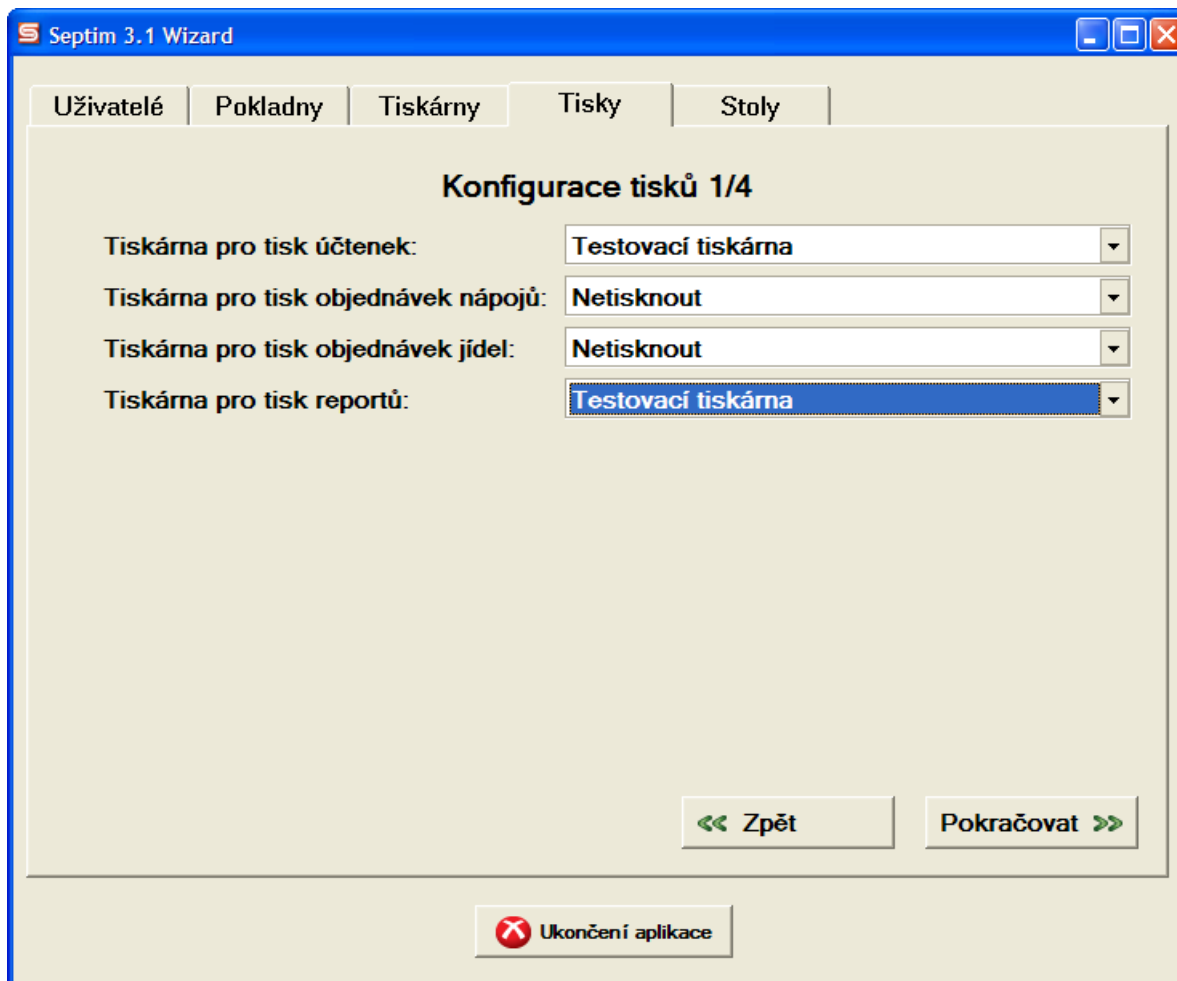 Septim 3.1 Wizard
Uživatelé Pokladny Tiskárny Tisky Stoly
Konfigurace tisků 1/4
Tiskárna pro tisk účtenek: Testovací tiskárna
Tiskárna pro tisk objednávek nápojů: Netisknout
Tiskárna pro tisk objednávek jídel: Netisknout
Tiskárna pro tisk reportů: Testovací tiskárna
Zpět Pokračovat
Ukončení aplikace